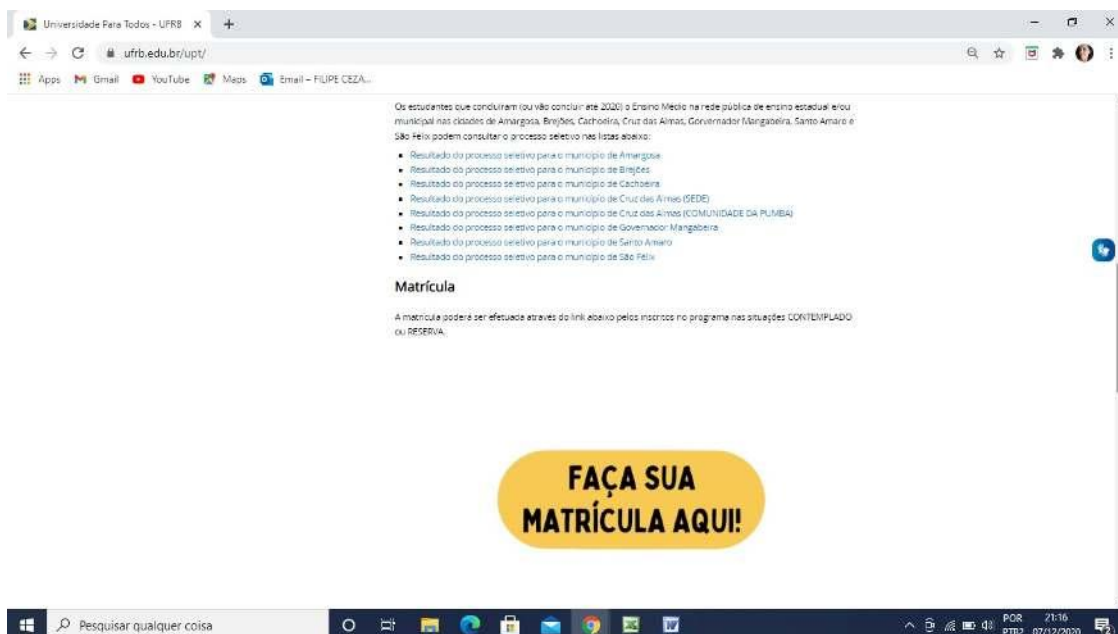 Universidade Para Todos - UFRB
ufrb.edu.br/upt/
Apps Gmail YouTube Maps Email – FILIPE CEZA...
Os estudantes que concluíram (ou vão concluir até 2020) o Ensino Médio na rede pública de ensino estadual e/ou
municipal nas cidades de Amargosa, Brejões, Cachoeira, Cruz das Almas, Gorvernador Mangabeira, Santo Amaro e
São Félix podem consultar o processo seletivo nas listas abaixo:
Resultado do processo seletivo para o município de Amargosa
Resultado do processo seletivo para o município de Brejões
Resultado do processo seletivo para o município de Cachoeira
Resultado do processo seletivo para o município de Cruz das Almas (SEDE)
Resultado do processo seletivo para o município de Cruz das Almas (COMUNIDADE DA PUMBA)
Resultado do processo seletivo para o município de Governador Mangabeira
Resultado do processo seletivo para o município de Santo Amaro
Resultado do processo seletivo para o município de São Félix
Matrícula
A matrícula poderá ser efetuada através do link abaixo pelos inscritos no programa nas situações CONTEMPLADO
ou RESERVA.
FAÇA SUA
MATRÍCULA AQUI!
Pesquisar qualquer coisa
POR 21:16
PTB2 07/12/2020